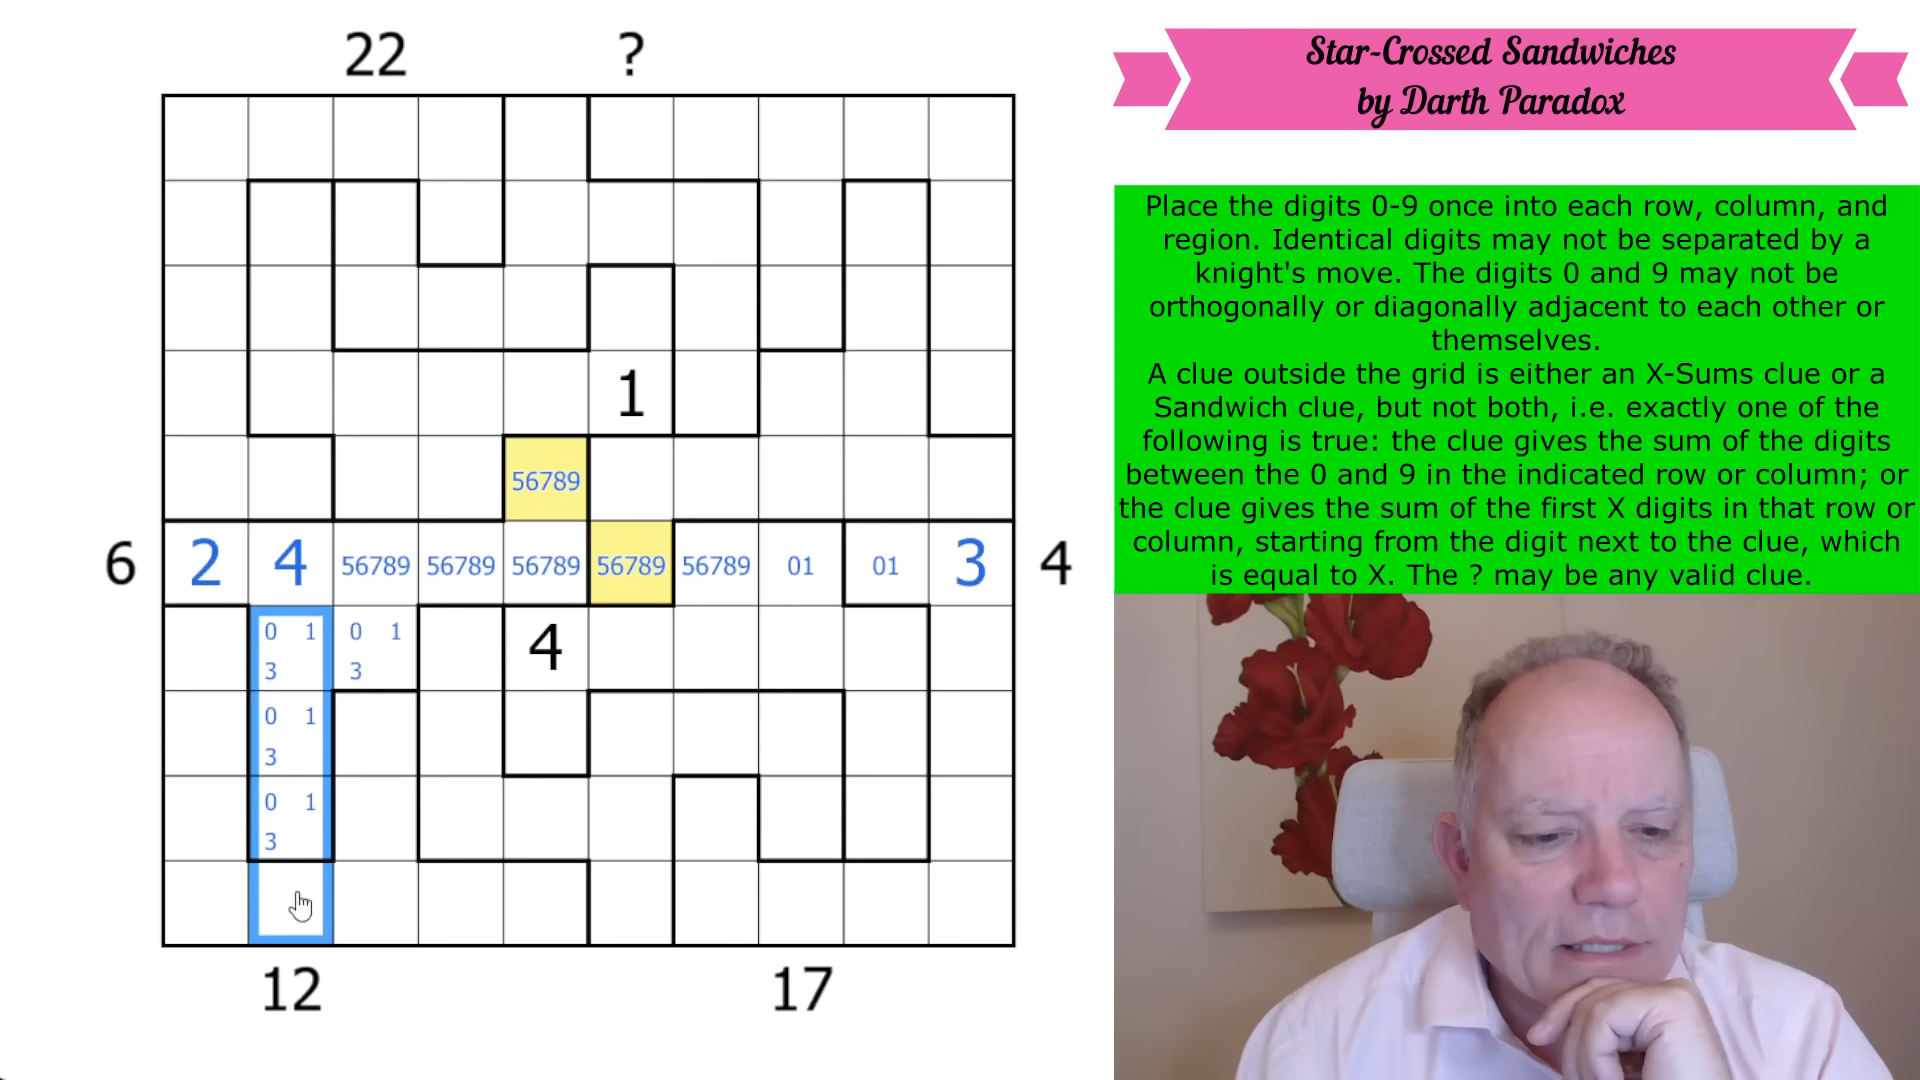 22 ?
Star-Crossed Sandwiches
by Darth Paradox
Place the digits 0-9 once into each row, column, and
region. Identical digits may not be separated by a
knight's move. The digits 0 and 9 may not be
orthogonally or diagonally adjacent to each other or
themselves.
A clue outside the grid is either an X-Sums clue or a
Sandwich clue, but not both, i.e. exactly one of the
following is true: the clue gives the sum of the digits
between the 0 and 9 in the indicated row or column; or
the clue gives the sum of the first X digits in that row or
column, starting from the digit next to the clue, which
is equal to X. The ? may be any valid clue.
1
56789
6 2 4 56789 56789 56789 56789 56789 01 01 3 4
0 1 0 1
3 3
4
0 1
3
0 1
3
12 17